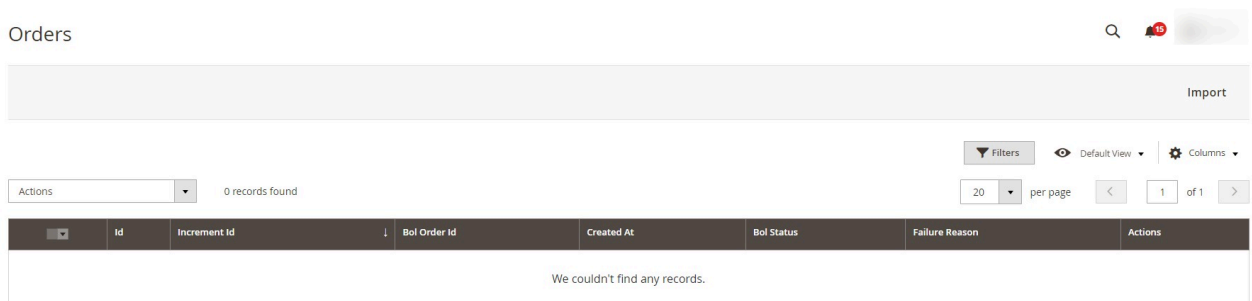 Orders
15
Import
Filters Default View Columns
Actions 0 records found 20 per page 1 of 1
Id Increment Id ↓ Bol Order Id Created At Bol Status Failure Reason Actions
We couldn't find any records.